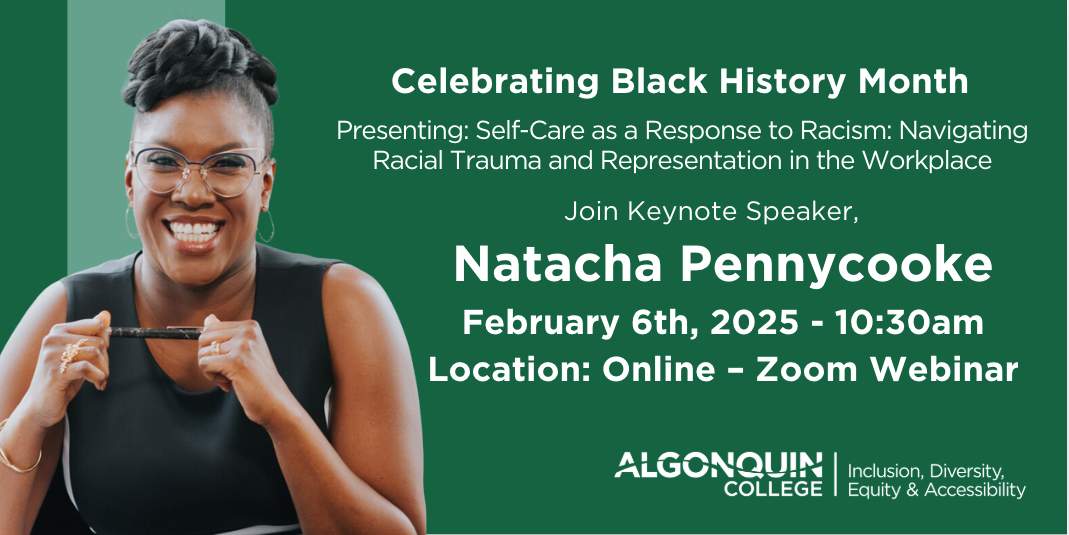 Celebrating Black History Month
Presenting: Self-Care as a Response to Racism: Navigating
Racial Trauma and Representation in the Workplace
Join Keynote Speaker,
Natacha Pennycooke
February 6th, 2025 - 10:30am
Location: Online – Zoom Webinar
ALGONQUIN
COLLEGE
Inclusion, Diversity,
Equity & Accessibility